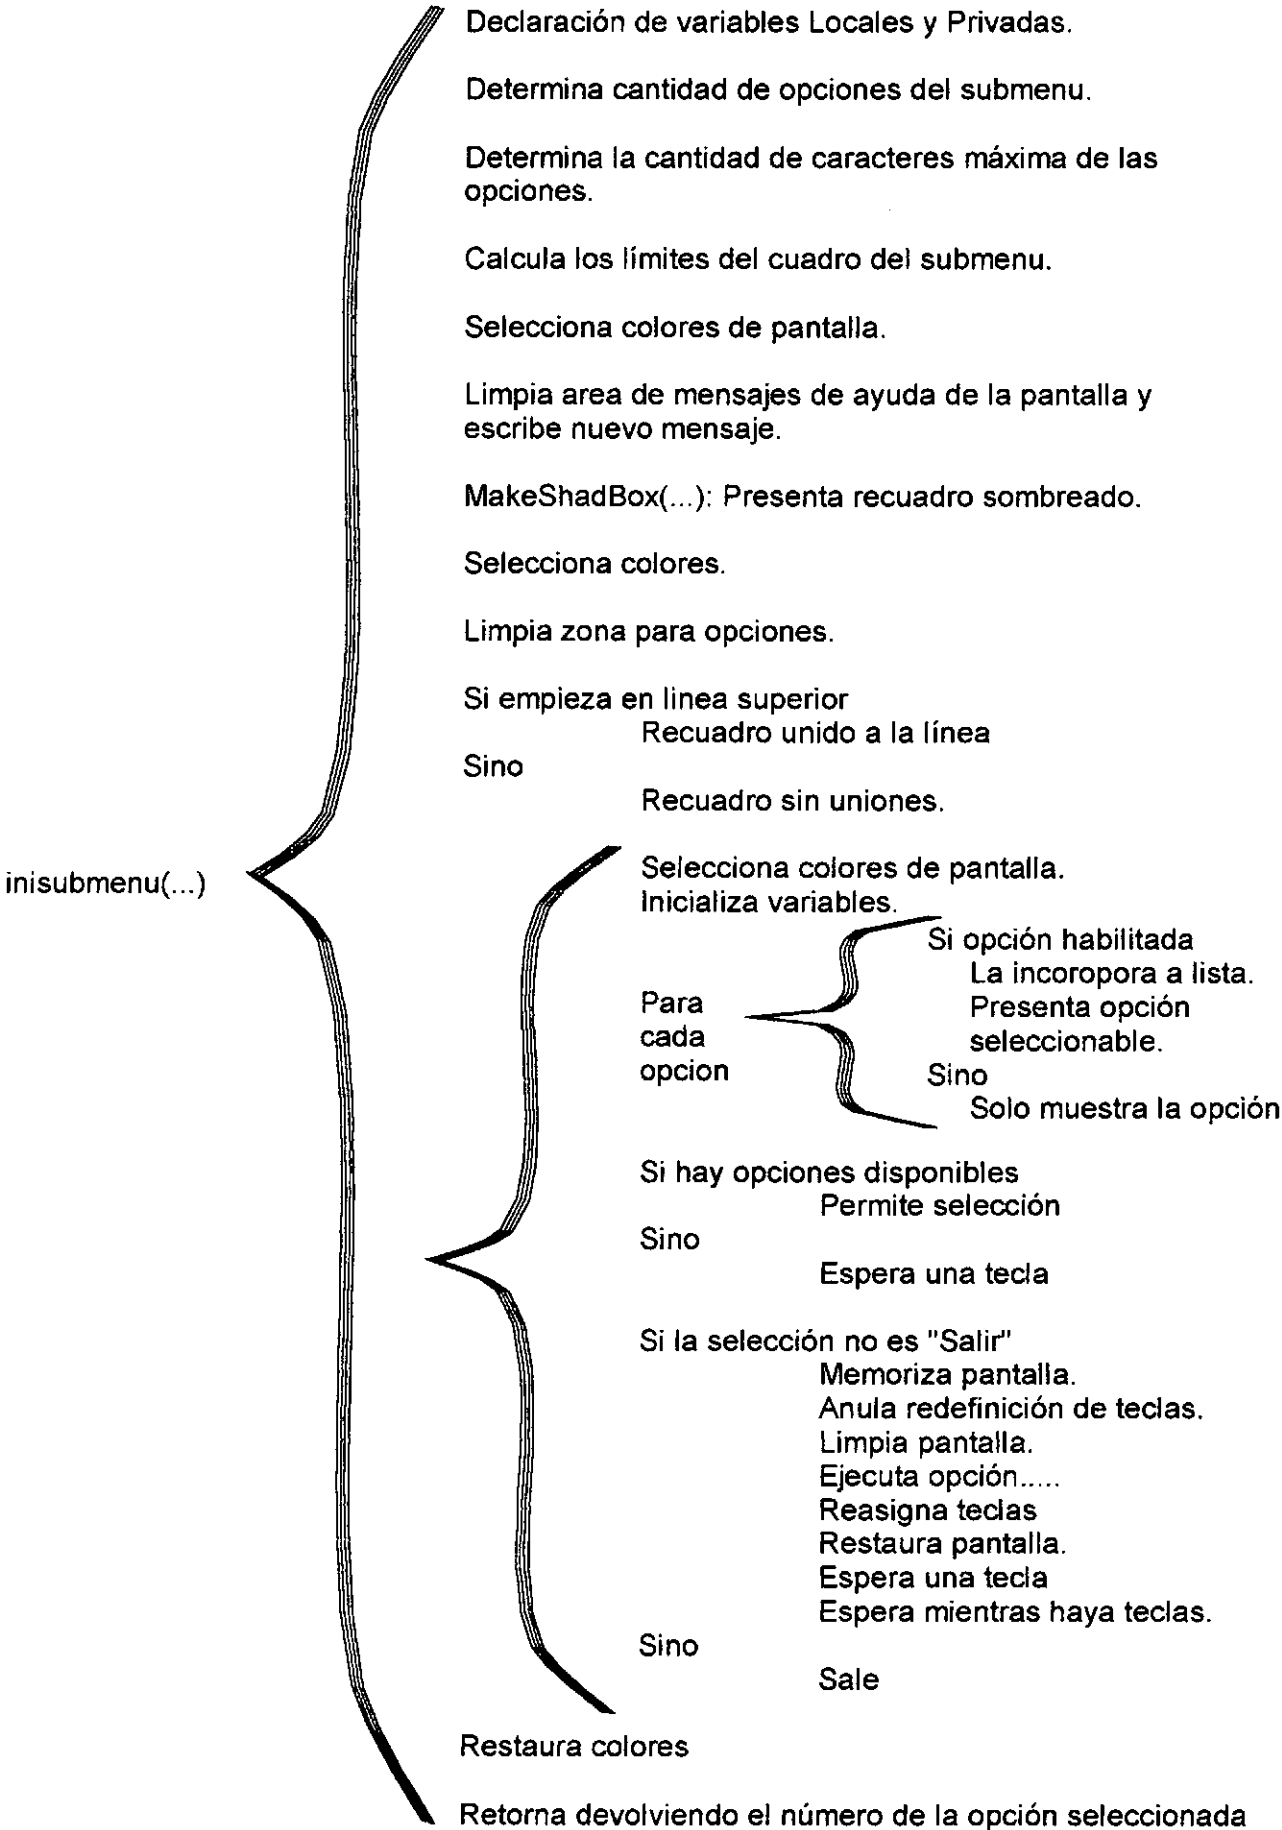 Declaración de variables Locales y Privadas.
Determina cantidad de opciones del submenu.
Determina la cantidad de caracteres máxima de las
opciones.
Calcula los límites del cuadro del submenu.
Selecciona colores de pantalla.
Limpia area de mensajes de ayuda de la pantalla y
escribe nuevo mensaje.
MakeShadBox(...): Presenta recuadro sombreado.
Selecciona colores.
Limpia zona para opciones.
Si empieza en linea superior
Recuadro unido a la línea
Sino
Recuadro sin uniones.
inisubmenu(...)
Selecciona colores de pantalla.
Inicializa variables.
Para
cada
opcion
Si opción habilitada
La incoropora a lista.
Presenta opción
seleccionable.
Sino
Solo muestra la opción
Si hay opciones disponibles
Permite selección
Sino
Espera una tecla
Si la selección no es "Salir"
Memoriza pantalla.
Anula redefinición de teclas.
Limpia pantalla.
Ejecuta opción.....
Reasigna teclas
Restaura pantalla.
Espera una tecla
Espera mientras haya teclas.
Sino
Sale
Restaura colores
Retorna devolviendo el número de la opción seleccionada